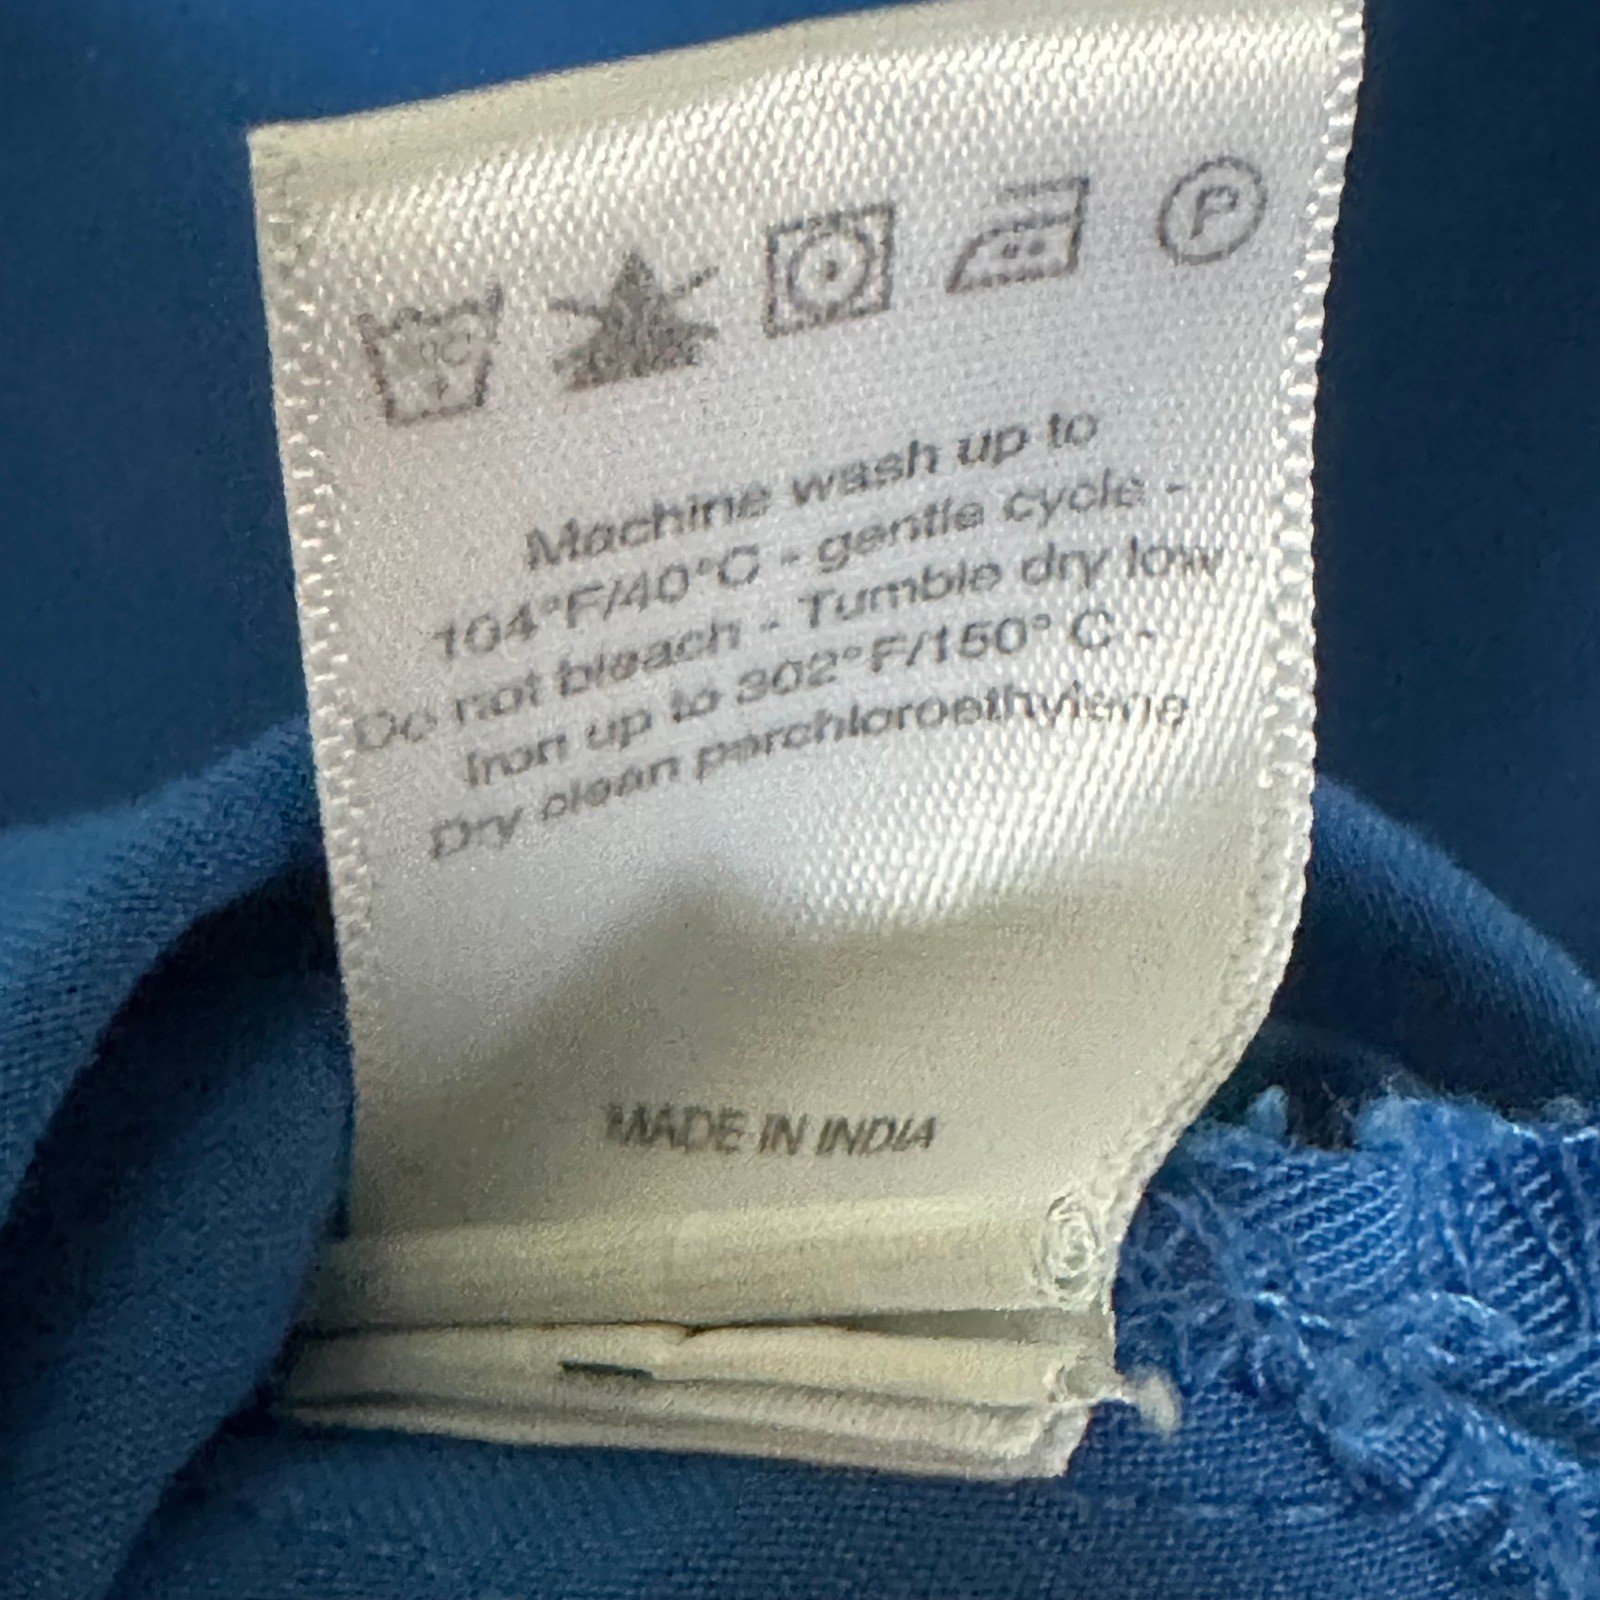 P
Machine wash up to
104°F/40°C - gentle cycle -
Do not bleach - Tumble dry low -
Iron up to 302°F/150° C -
Dry clean perchloroethylene
MADE IN INDIA